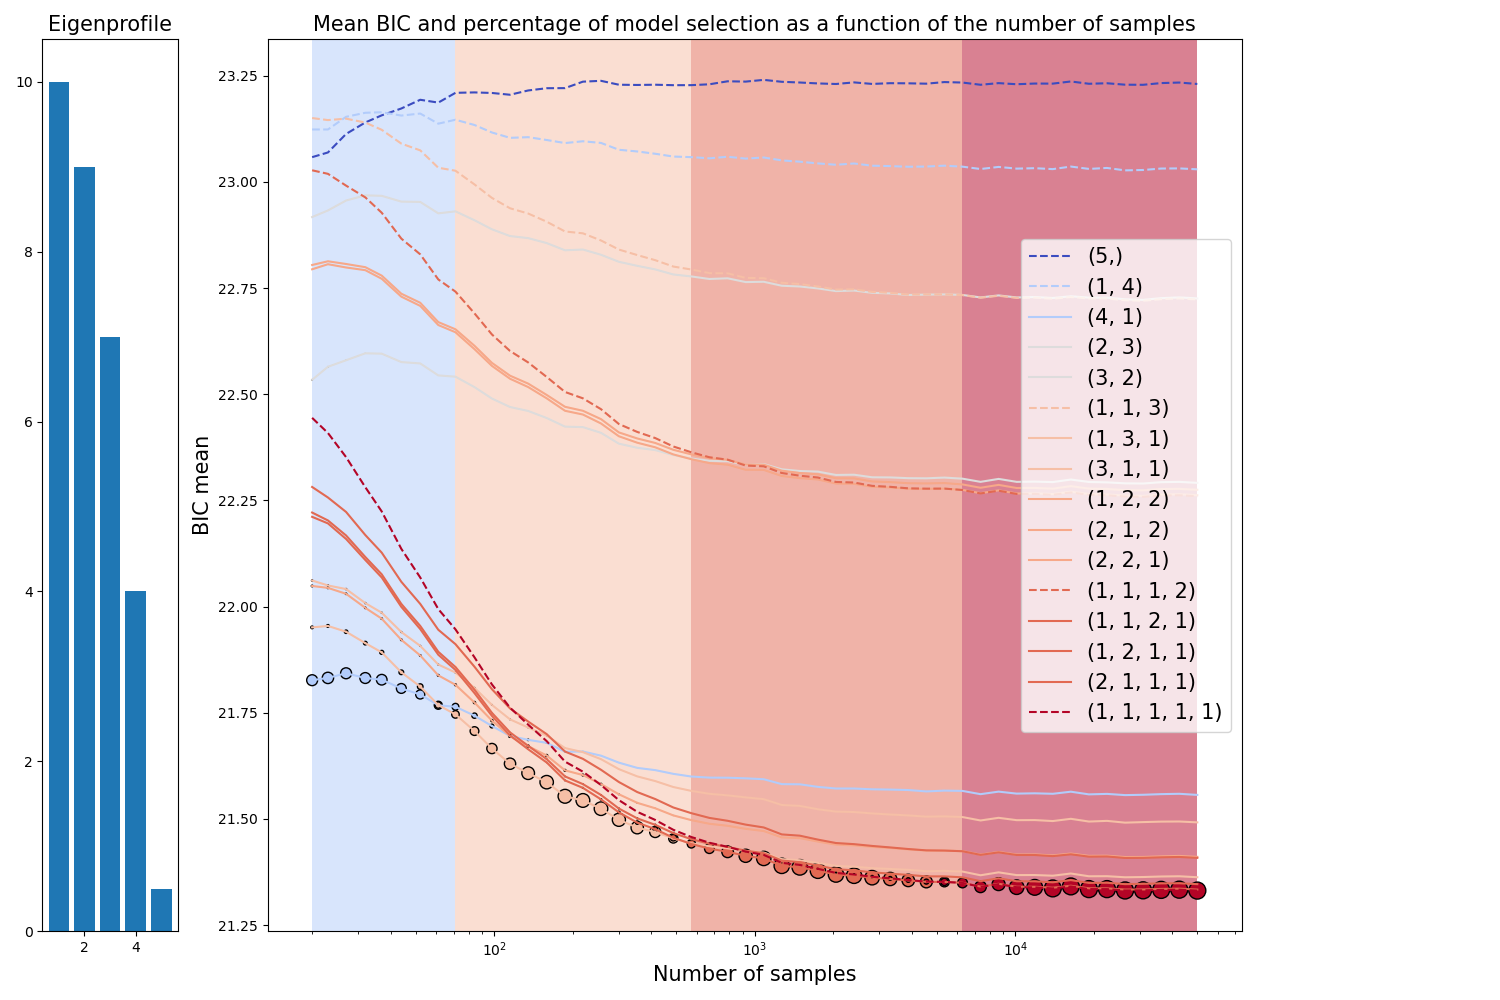 Eigenprofile
Mean BIC and percentage of model selection as a function of the number of samples
10
8
6
4
2
0
2
4
BIC mean
23.25
23.00
22.75
22.50
22.25
22.00
21.75
21.50
21.25
(5,)
(1, 4)
(4, 1)
(2, 3)
(3, 2)
(1, 1, 3)
(1, 3, 1)
(3, 1, 1)
(1, 2, 2)
(2, 1, 2)
(2, 2, 1)
(1, 1, 1, 2)
(1, 1, 2, 1)
(1, 2, 1, 1)
(2, 1, 1, 1)
(1, 1, 1, 1, 1)
10²
10³
10⁴
Number of samples